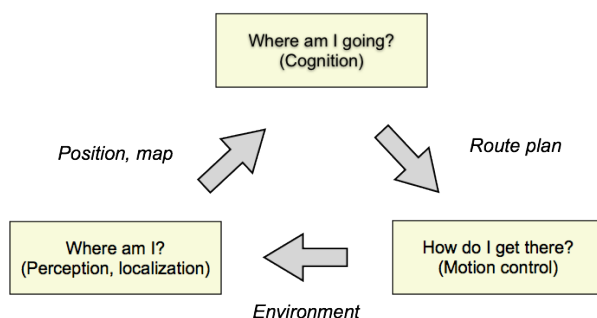 Where am I going?
(Cognition)
Position, map
Route plan
Where am I?
(Perception, localization)
How do I get there?
(Motion control)
Environment